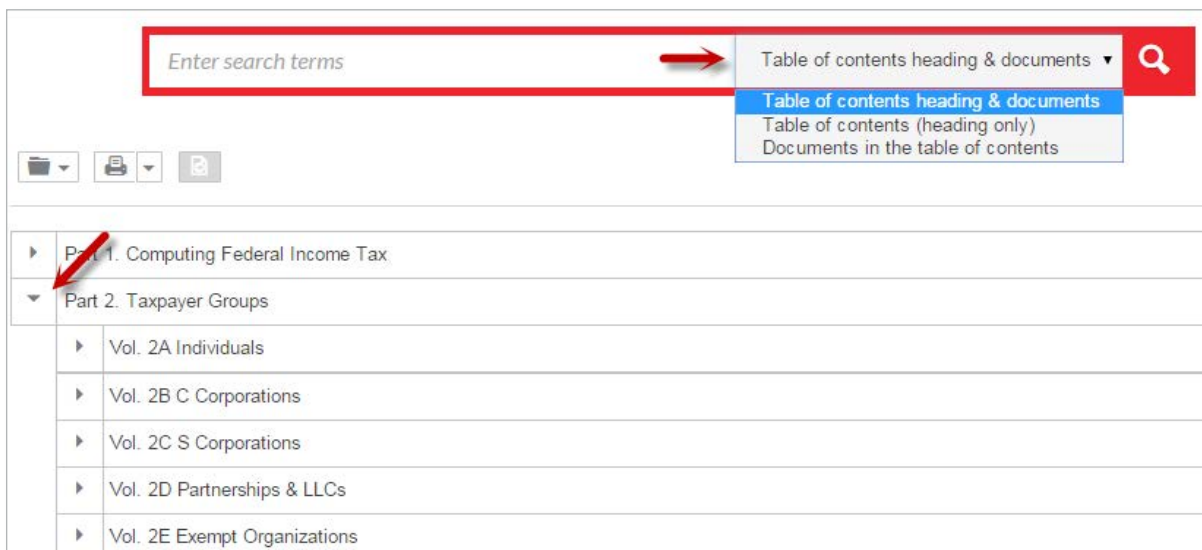 Enter search terms
Table of contents heading & documents
Table of contents heading & documents
Table of contents (heading only)
Documents in the table of contents
Part 1. Computing Federal Income Tax
Part 2. Taxpayer Groups
Vol. 2A Individuals
Vol. 2B C Corporations
Vol. 2C S Corporations
Vol. 2D Partnerships & LLCs
Vol. 2E Exempt Organizations